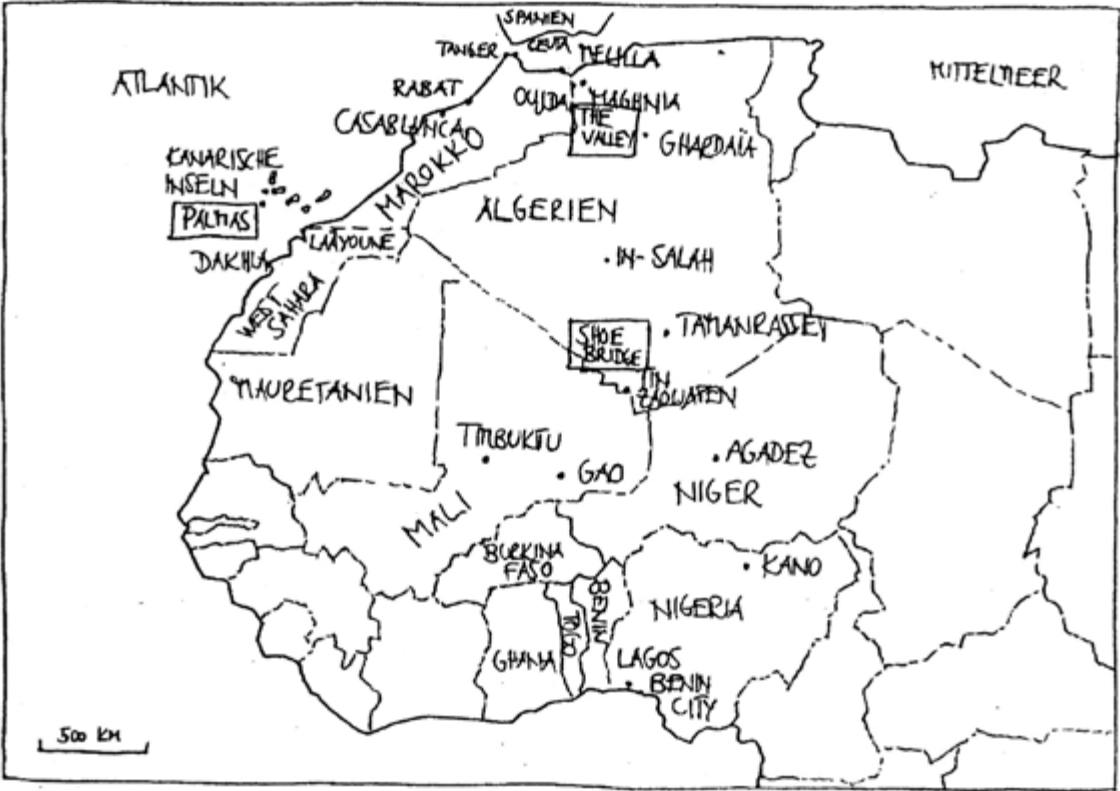 SPANIEN
CEUTA
TANGER
MELILLA
ATLANTIK
MITTELMEER
RABAT
OUJDA
MAGHNIA
CASABLANCA
THE
VALLEY
GHARDAÏA
KANARISCHE
INSELN
MAROKKO
PALMAS
ALGERIEN
LAÂYOUNE
DAKHLA
IN-SALAH
WEST
SAHARA
SHOE
BRIDGE
TAMANRASSEY
MAURETANIEN
TIN
ZAOUATEN
TIMBUKTU
AGADEZ
GAO
NIGER
MALI
BURKINA
FASO
KANO
BENIN
NIGERIA
TOGO
GHANA
LAGOS
BENIN
CITY
500 KM